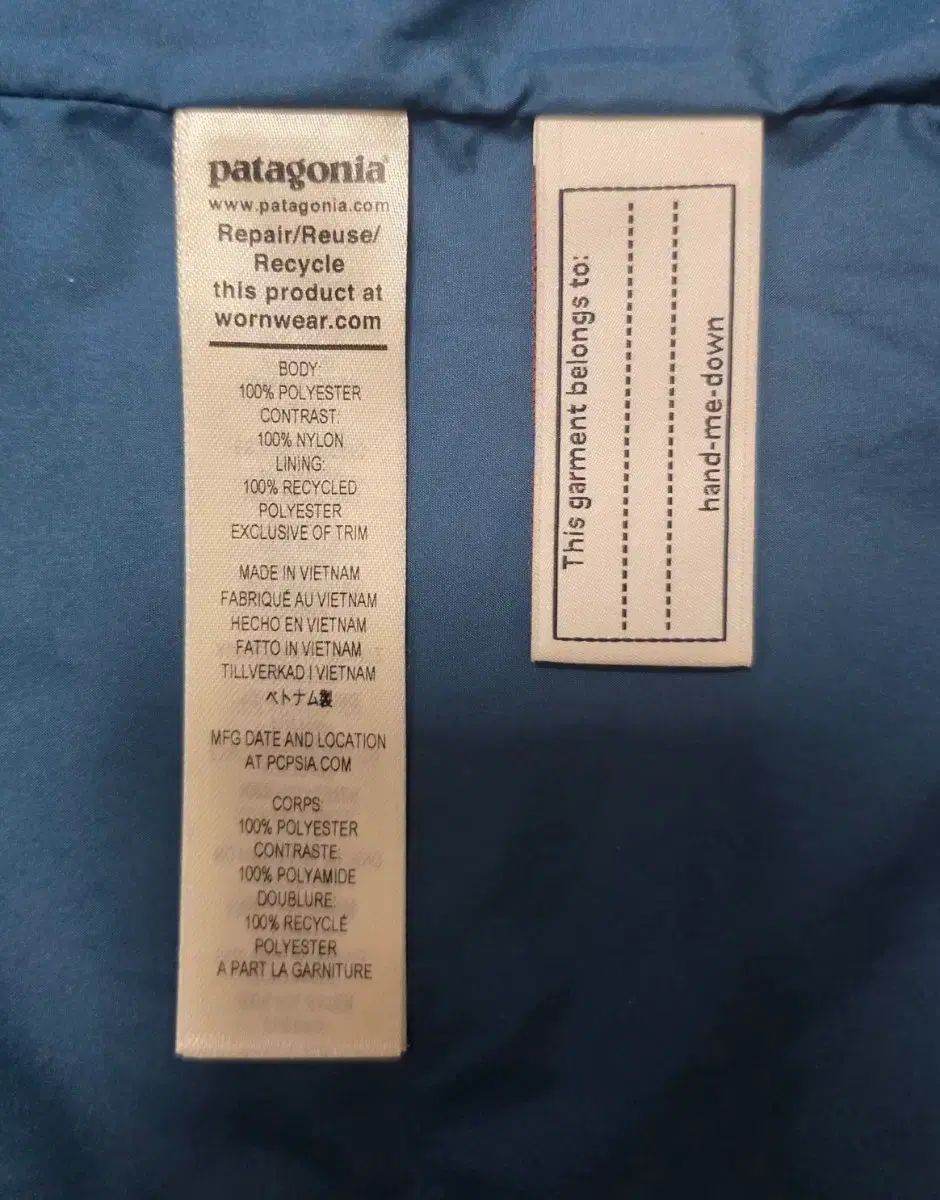 patagonia®
www.patagonia.com
Repair/Reuse/
Recycle
this product at
wornwear.com
BODY:
100% POLYESTER
CONTRAST:
100% NYLON
LINING:
100% RECYCLED
POLYESTER
EXCLUSIVE OF TRIM
MADE IN VIETNAM
FABRIQUÉ AU VIETNAM
HECHO EN VIETNAM
FATTO IN VIETNAM
TILLVERKAD I VIETNAM
ベトナム製
MFG DATE AND LOCATION
AT PCPSIA.COM
CORPS:
100% POLYESTER
CONTRASTE:
100% POLYAMIDE
DOUBLURE:
100% RECYCLÉ
POLYESTER
A PART LA GARNITURE
This garment belongs to:
hand-me-down